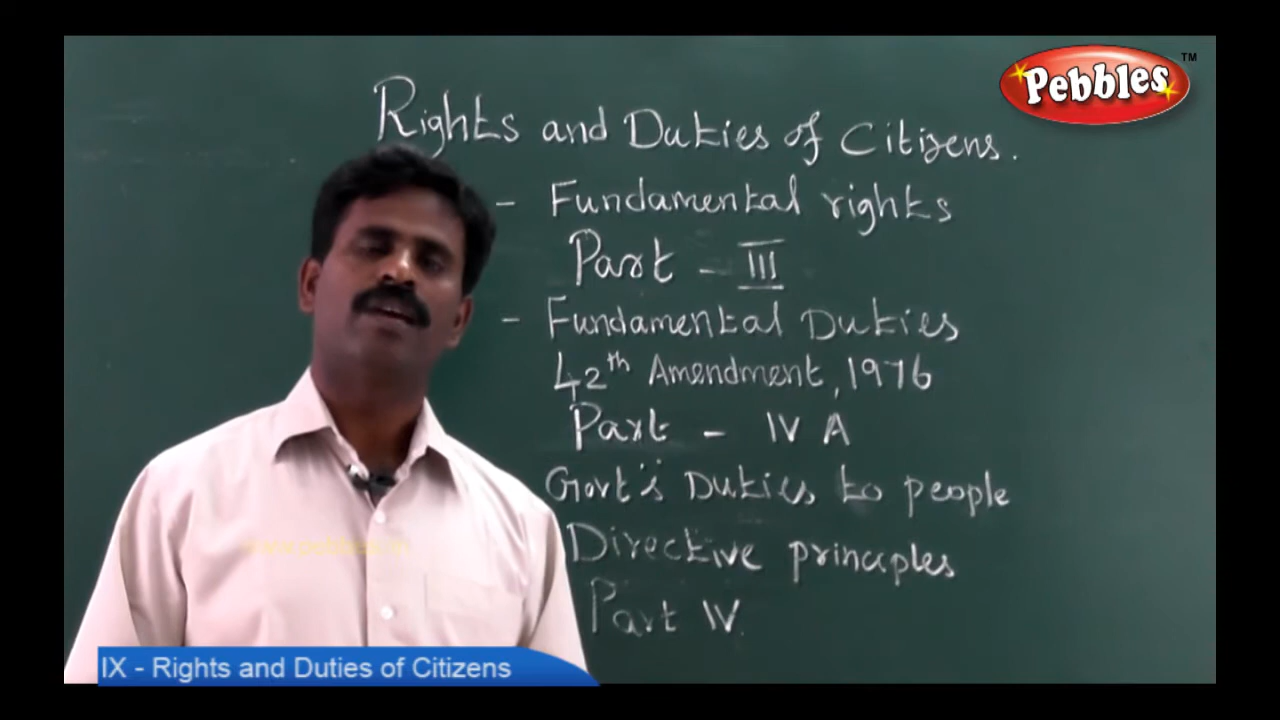 Pebbles™
Rights and Duties of Citizens.
- Fundamental rights
Part - III
- Fundamental Duties
42th Amendment, 1976
Part - IV A
Govt's Duties to people
Directive principles
Part IV
IX - Rights and Duties of Citizens